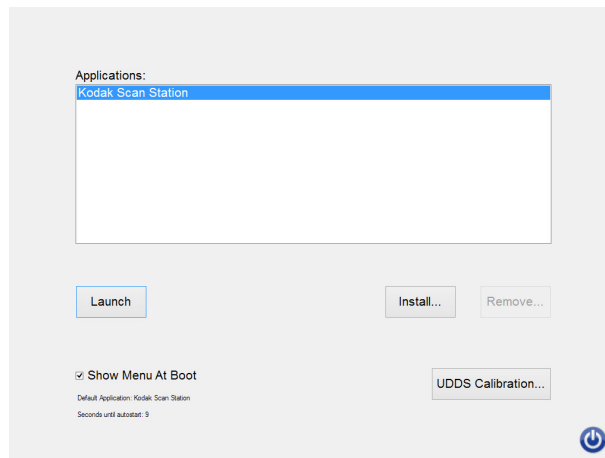 Applications:
Kodak Scan Station
Launch
Install...
Remove...
Show Menu At Boot
UDDS Calibration...
Default Application: Kodak Scan Station
Seconds until autostart: 9